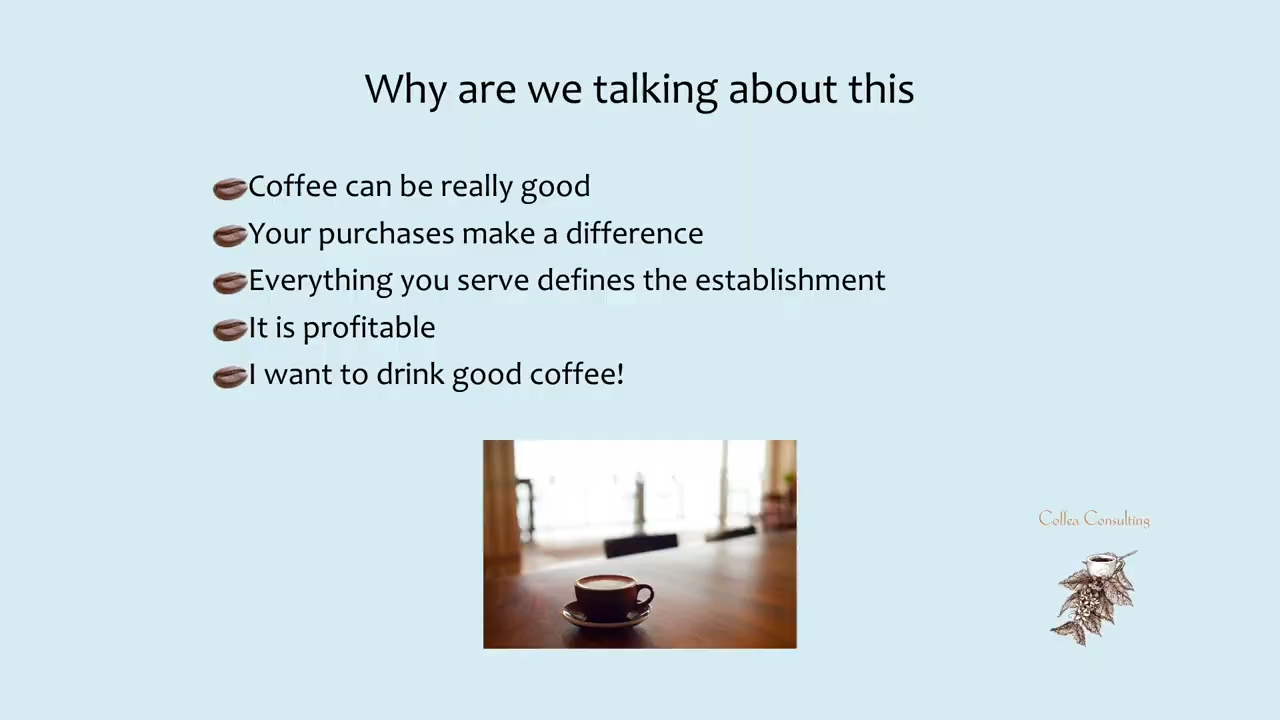 Why are we talking about this
Coffee can be really good
Your purchases make a difference
Everything you serve defines the establishment
It is profitable
I want to drink good coffee!
Coffea Consulting